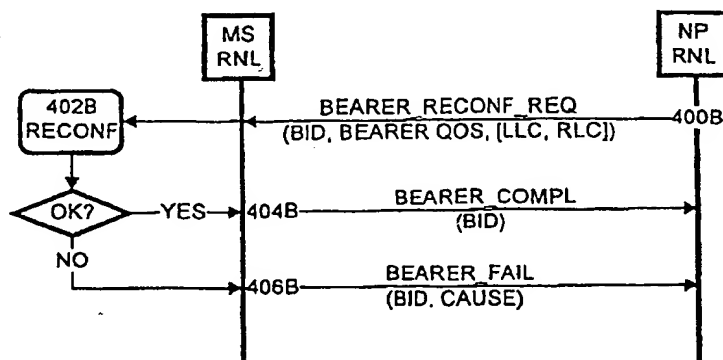 MS
RNL
NP
RNL
402B
RECONF
BEARER_RECONF_REQ
(BID, BEARER QOS, [LLC, RLC])
400B
OK?
YES
404B
BEARER_COMPL
(BID)
NO
406B
BEARER_FAIL
(BID, CAUSE)